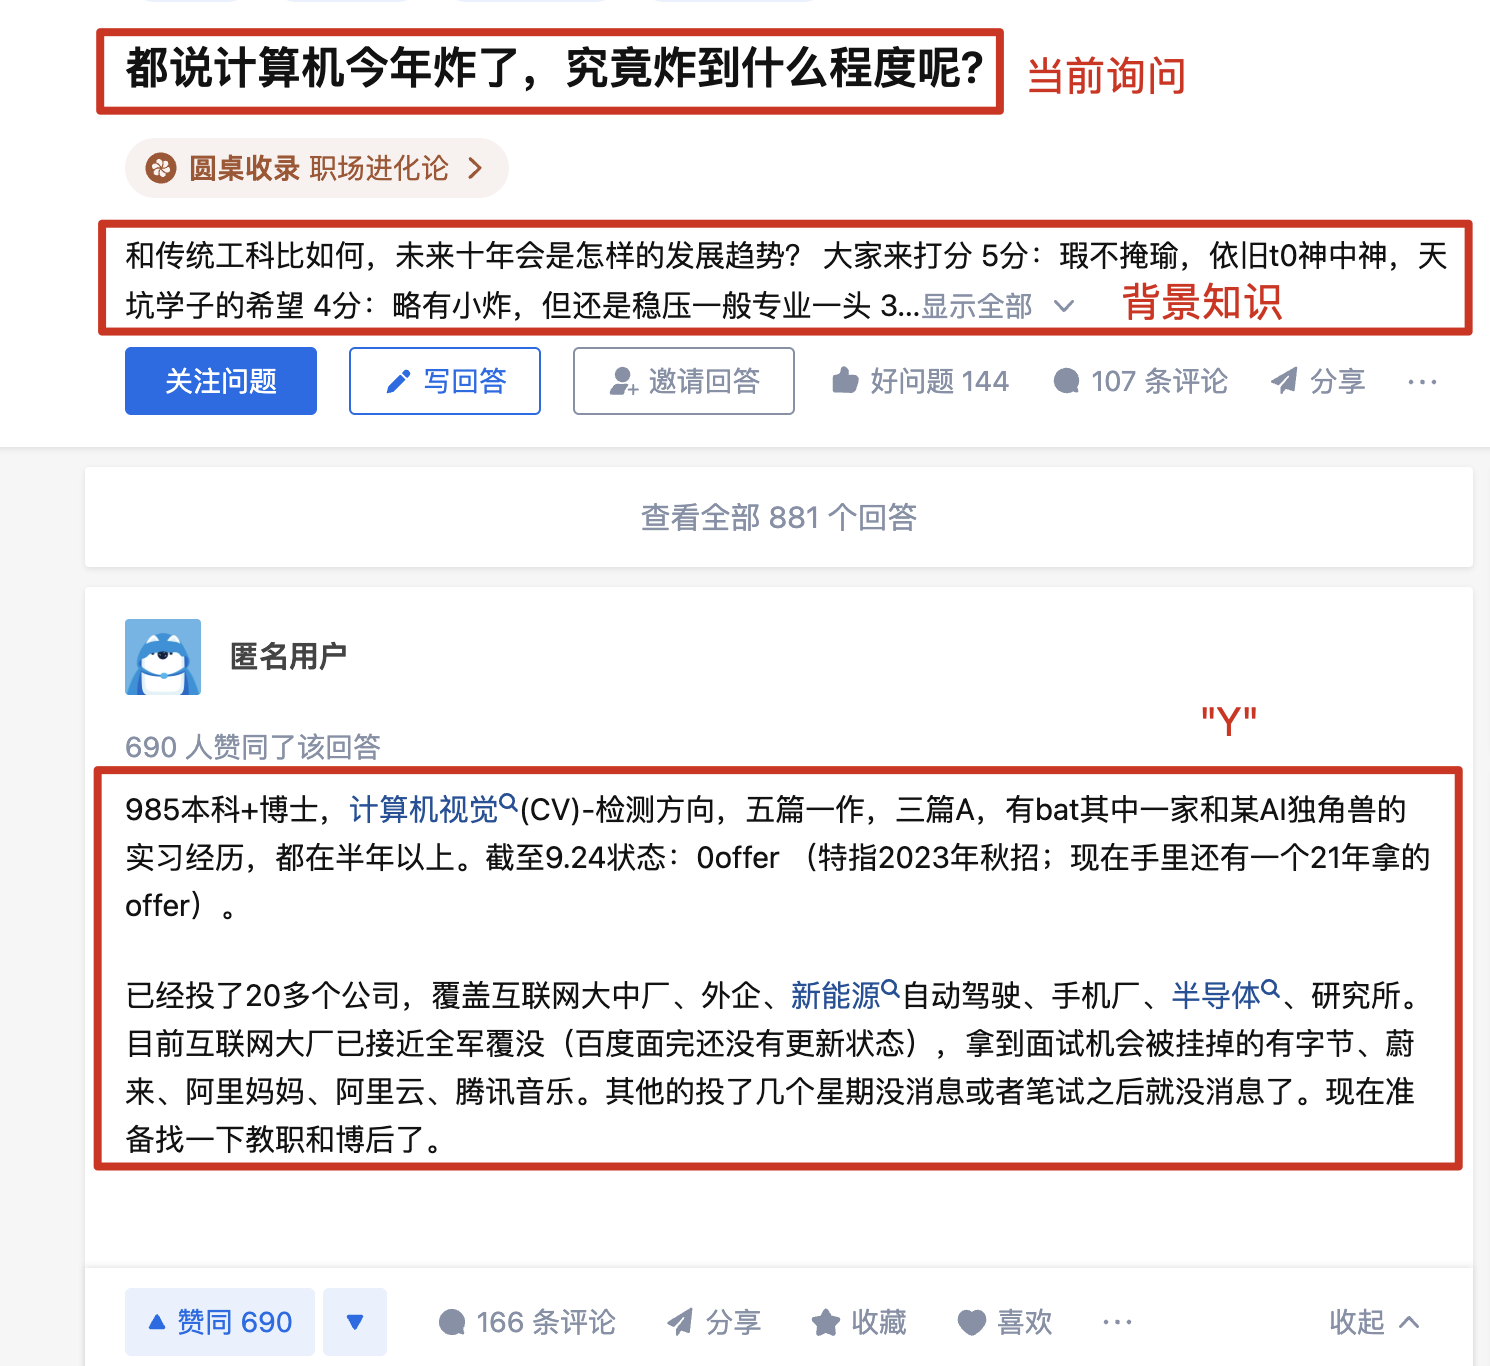 都说计算机今年炸了，究竟炸到什么程度呢?
当前询问
圆桌收录 职场进化论
和传统工科比如何，未来十年会是怎样的发展趋势？ 大家来打分 5分：瑕不掩瑜，依旧t0神中神，天
坑学子的希望 4分：略有小炸，但还是稳压一般专业一头 3...显示全部
背景知识
关注问题 写回答 邀请回答 好问题 144 107 条评论 分享 ...
查看全部 881 个回答
匿名用户
"Y"
690 人赞同了该回答
985本科+博士，计算机视觉(CV)-检测方向，五篇一作，三篇A，有bat其中一家和某AI独角兽的
实习经历，都在半年以上。截至9.24状态：0offer （特指2023年秋招；现在手里还有一个21年拿的
offer）。
已经投了20多个公司，覆盖互联网大中厂、外企、新能源自动驾驶、手机厂、半导体、研究所。
目前互联网大厂已接近全军覆没（百度面完还没有更新状态），拿到面试机会被挂掉的有字节、蔚
来、阿里妈妈、阿里云、腾讯音乐。其他的投了几个星期没消息或者笔试之后就没消息了。现在准
备找一下教职和博后了。
赞同 690 166 条评论 分享 收藏 喜欢 ... 收起